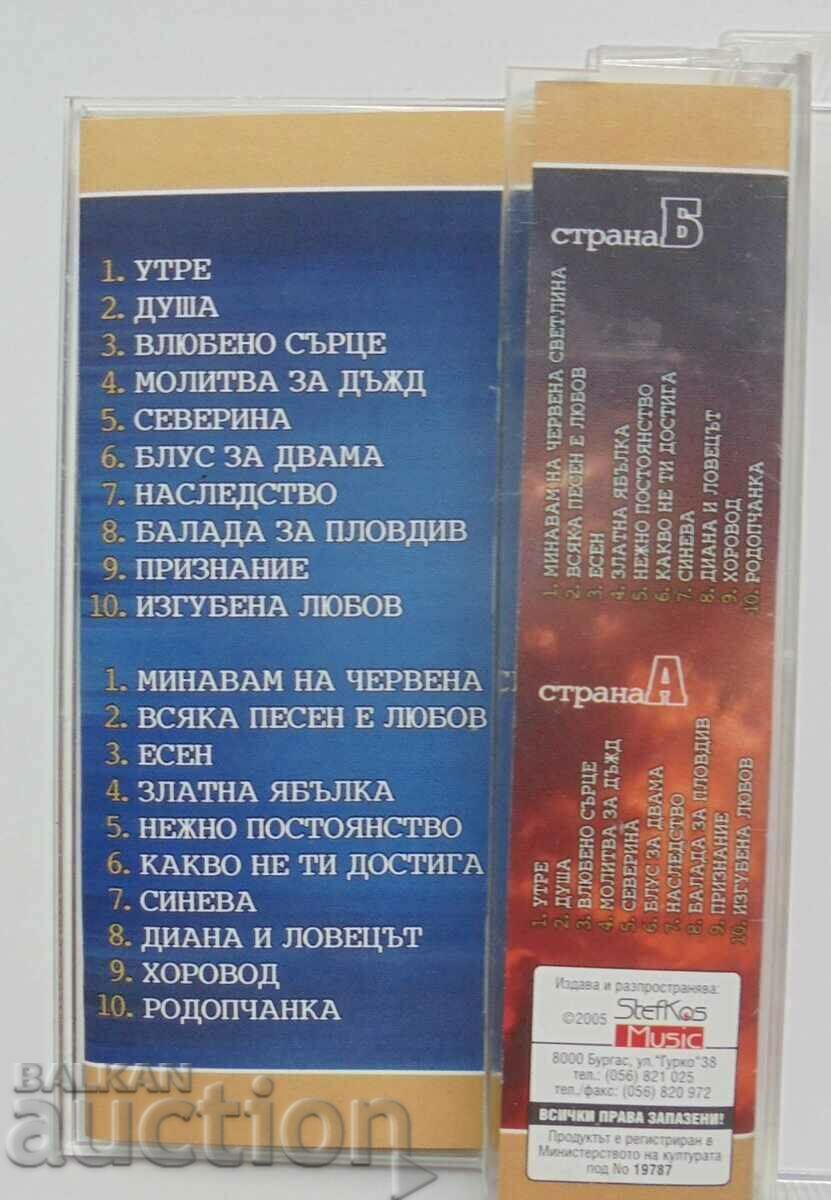 1. УТРЕ
2. ДУША
3. ВЛЮБЕНО СЪРЦЕ
4. МОЛИТВА ЗА ДЪЖД
5. СЕВЕРИНА
6. БЛУС ЗА ДВАМА
7. НАСЛЕДСТВО
8. БАЛАДА ЗА ПЛОВДИВ
9. ПРИЗНАНИЕ
10. ИЗГУБЕНА ЛЮБОВ
1. МИНАВАМ НА ЧЕРВЕНА
2. ВСЯКА ПЕСЕН Е ЛЮБОВ
3. ЕСЕН
4. ЗЛАТНА ЯБЪЛКА
5. НЕЖНО ПОСТОЯНСТВО
6. КАКВО НЕ ТИ ДОСТИГА
7. СИНЕВА
8. ДИАНА И ЛОВЕЦЪТ
9. ХОРОВОД
10. РОДОПЧАНКА
страна Б
1. МИНАВАМ НА ЧЕРВЕНА СВЕТЛИНА
2. ВСЯКА ПЕСЕН Е ЛЮБОВ
3. ЕСЕН
4. ЗЛАТНА ЯБЪЛКА
5. НЕЖНО ПОСТОЯНСТВО
6. КАКВО НЕ ТИ ДОСТИГА
7. СИНЕВА
8. ДИАНА И ЛОВЕЦЪТ
9. ХОРОВОД
10. РОДОПЧАНКА
страна А
1. УТРЕ
2. ДУША
3. ВЛЮБЕНО СЪРЦЕ
4. МОЛИТВА ЗА ДЪЖД
5. СЕВЕРИНА
6. БЛУС ЗА ДВАМА
7. НАСЛЕДСТВО
8. БАЛАДА ЗА ПЛОВДИВ
9. ПРИЗНАНИЕ
10. ИЗГУБЕНА ЛЮБОВ
Издава и разпространява:
©2005 StefKos
Music
8000 Бургас, ул."Гурко"38
тел.: (056) 821 025
тел./факс: (056) 820 972
ВСИЧКИ ПРАВА ЗАПАЗЕНИ!
Продуктът е регистриран в
Министерството на културата
под No 19787
BALKAN
auction